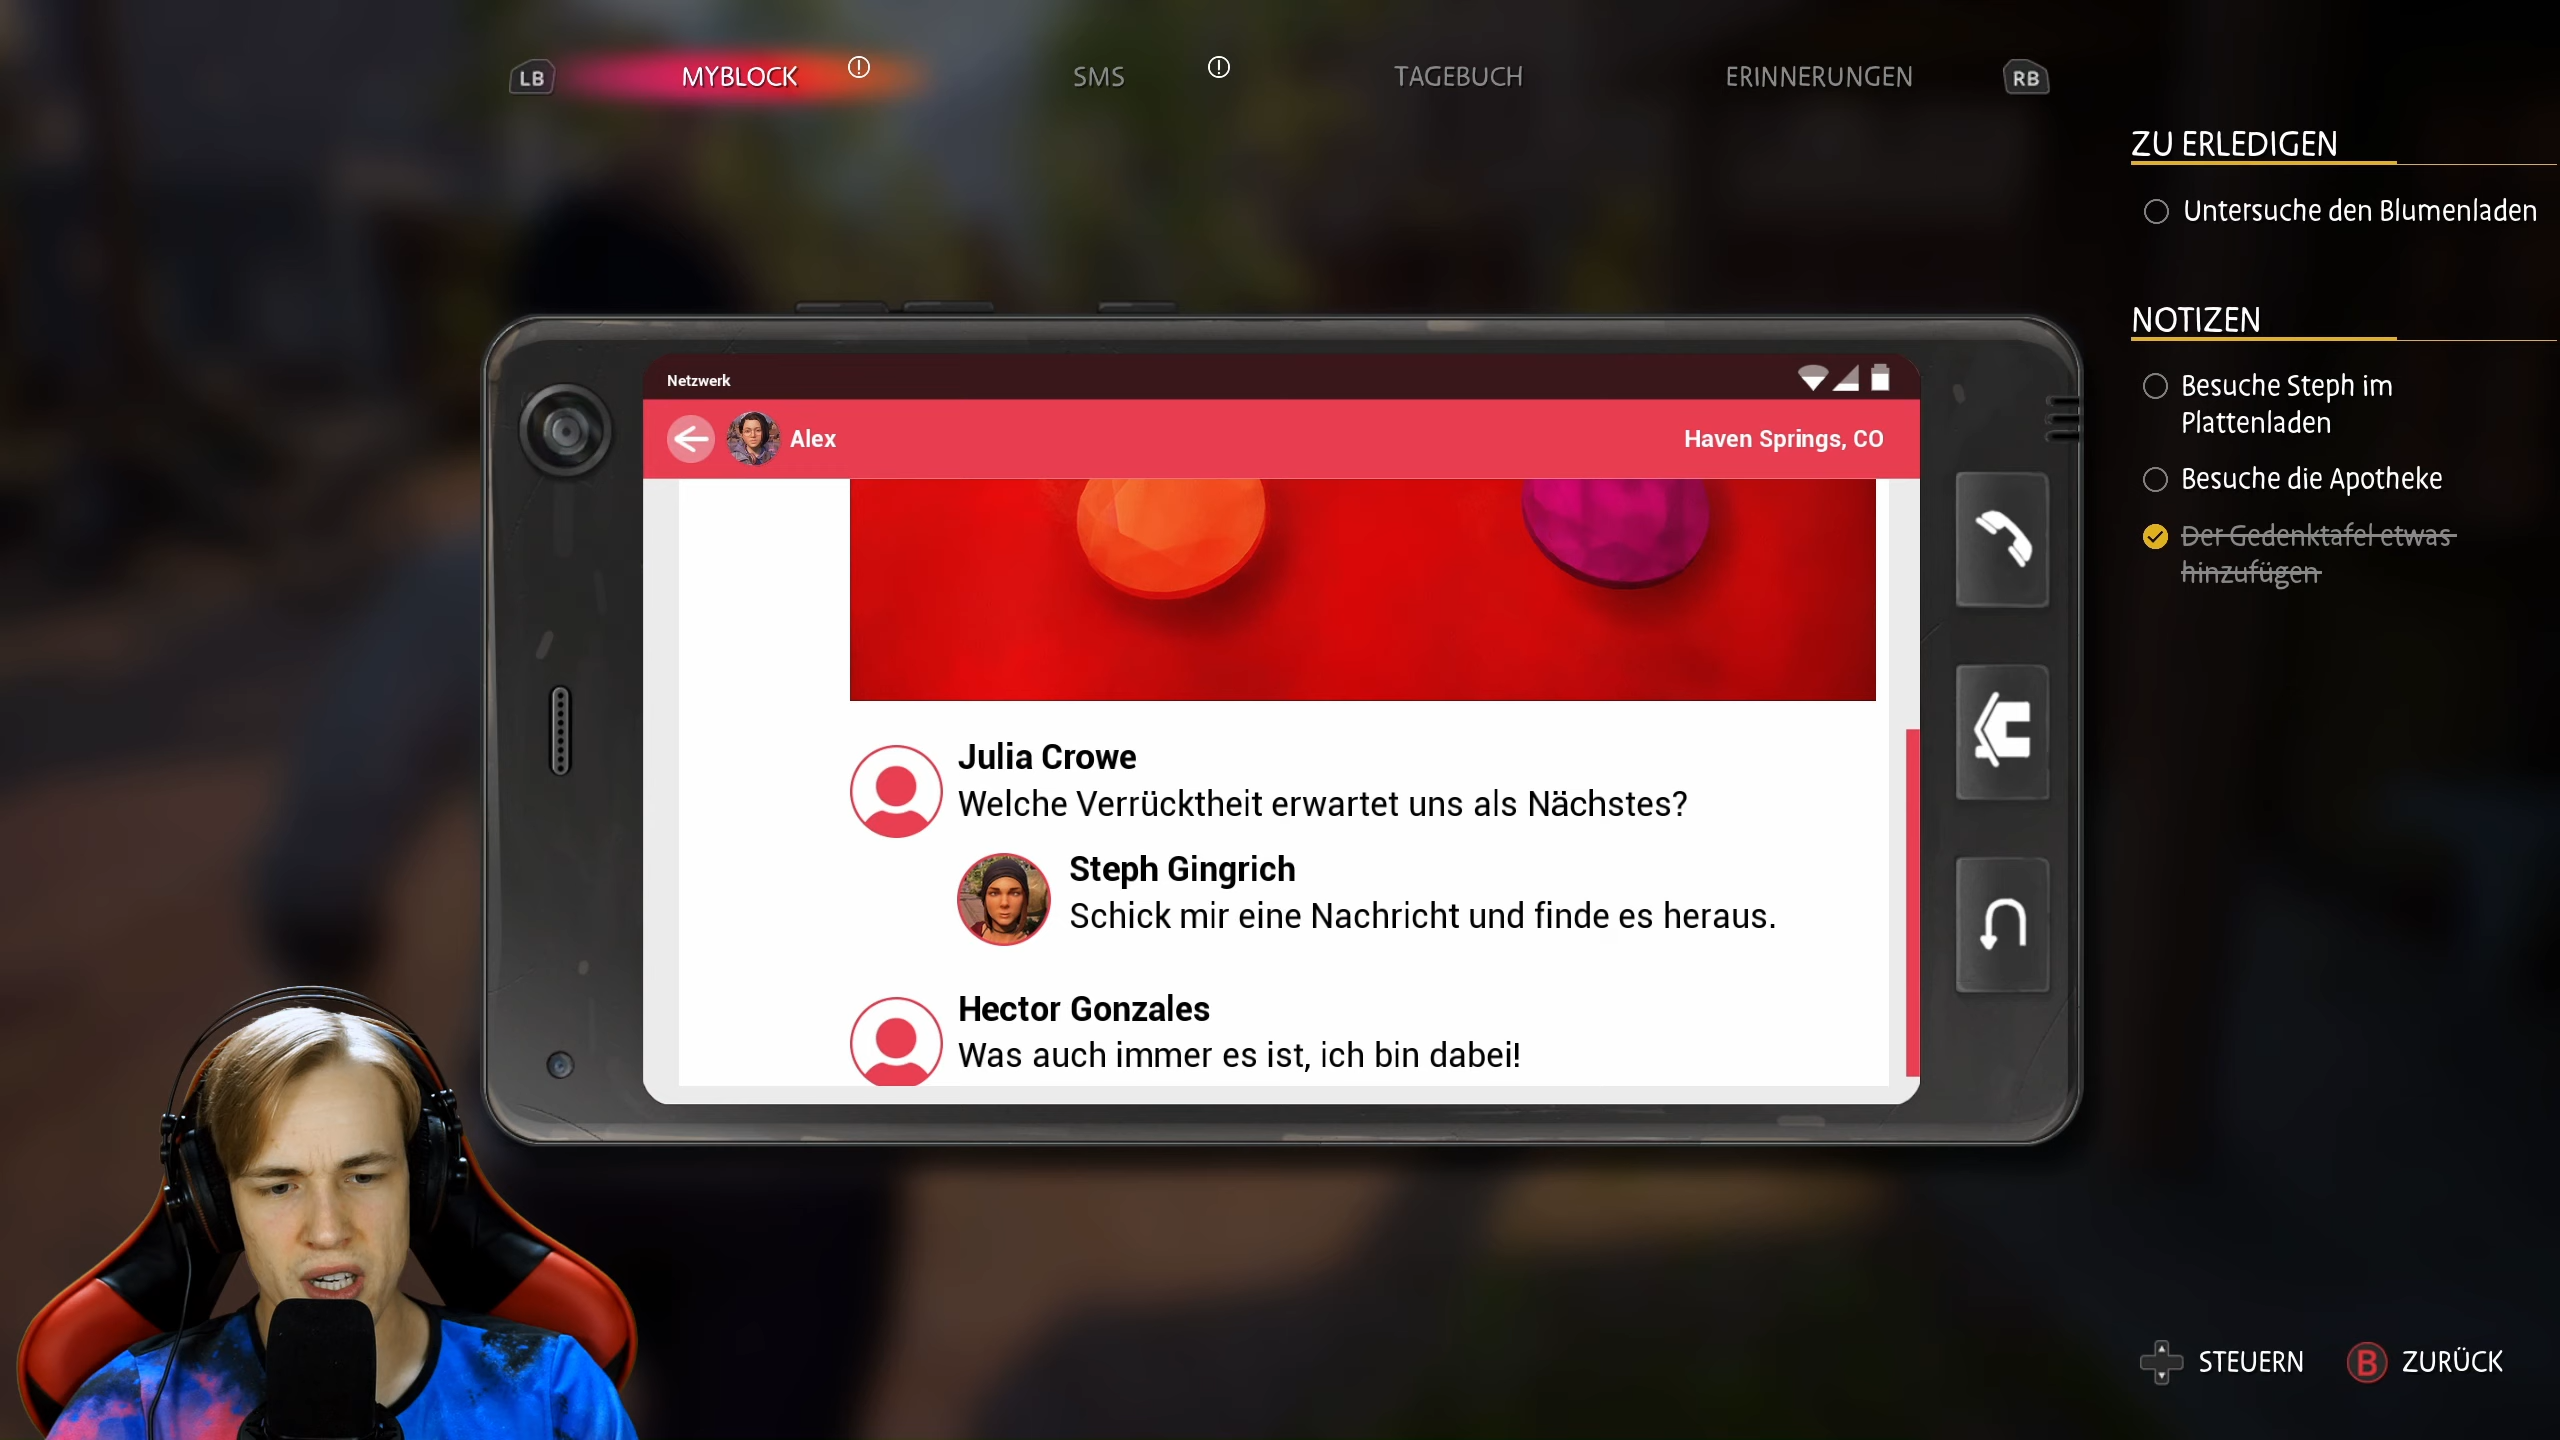 LB
MYBLOCK
SMS
TAGEBUCH
ERINNERUNGEN
RB
ZU ERLEDIGEN
Untersuche den Blumenladen
NOTIZEN
Besuche Steph im
Plattenladen
Besuche die Apotheke
Der Gedenktafel etwas
hinzufügen
Netzwerk
Alex
Haven Springs, CO
Julia Crowe
Welche Verrücktheit erwartet uns als Nächstes?
Steph Gingrich
Schick mir eine Nachricht und finde es heraus.
Hector Gonzales
Was auch immer es ist, ich bin dabei!
STEUERN
B ZURÜCK